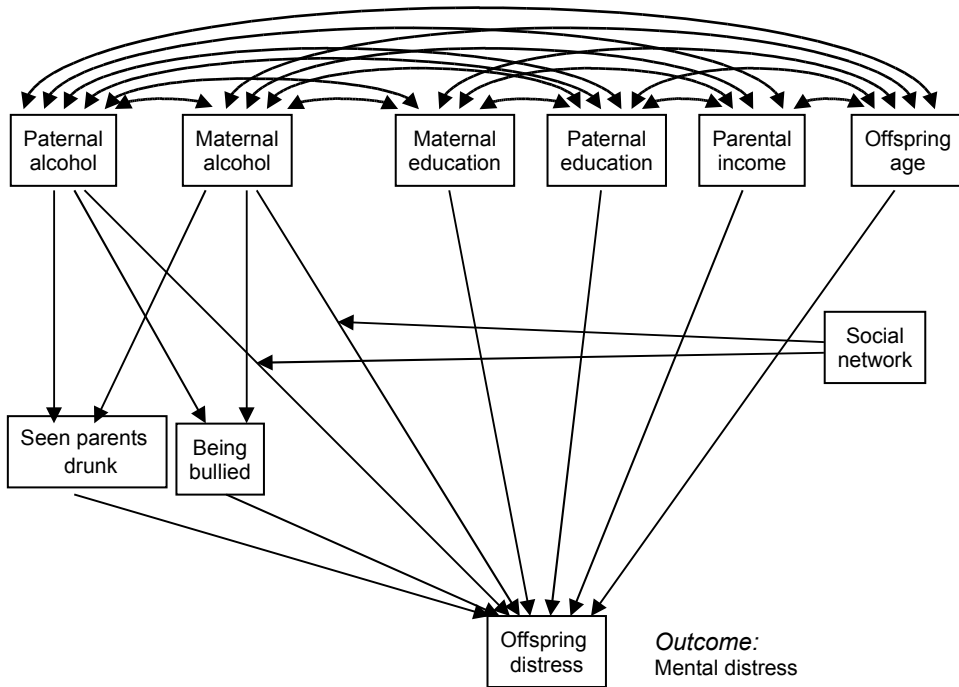 Paternal
alcohol
Maternal
alcohol
Maternal
education
Paternal
education
Parental
income
Offspring
age
Social
network
Seen parents
drunk
Being
bullied
Offspring
distress
Outcome:
Mental distress